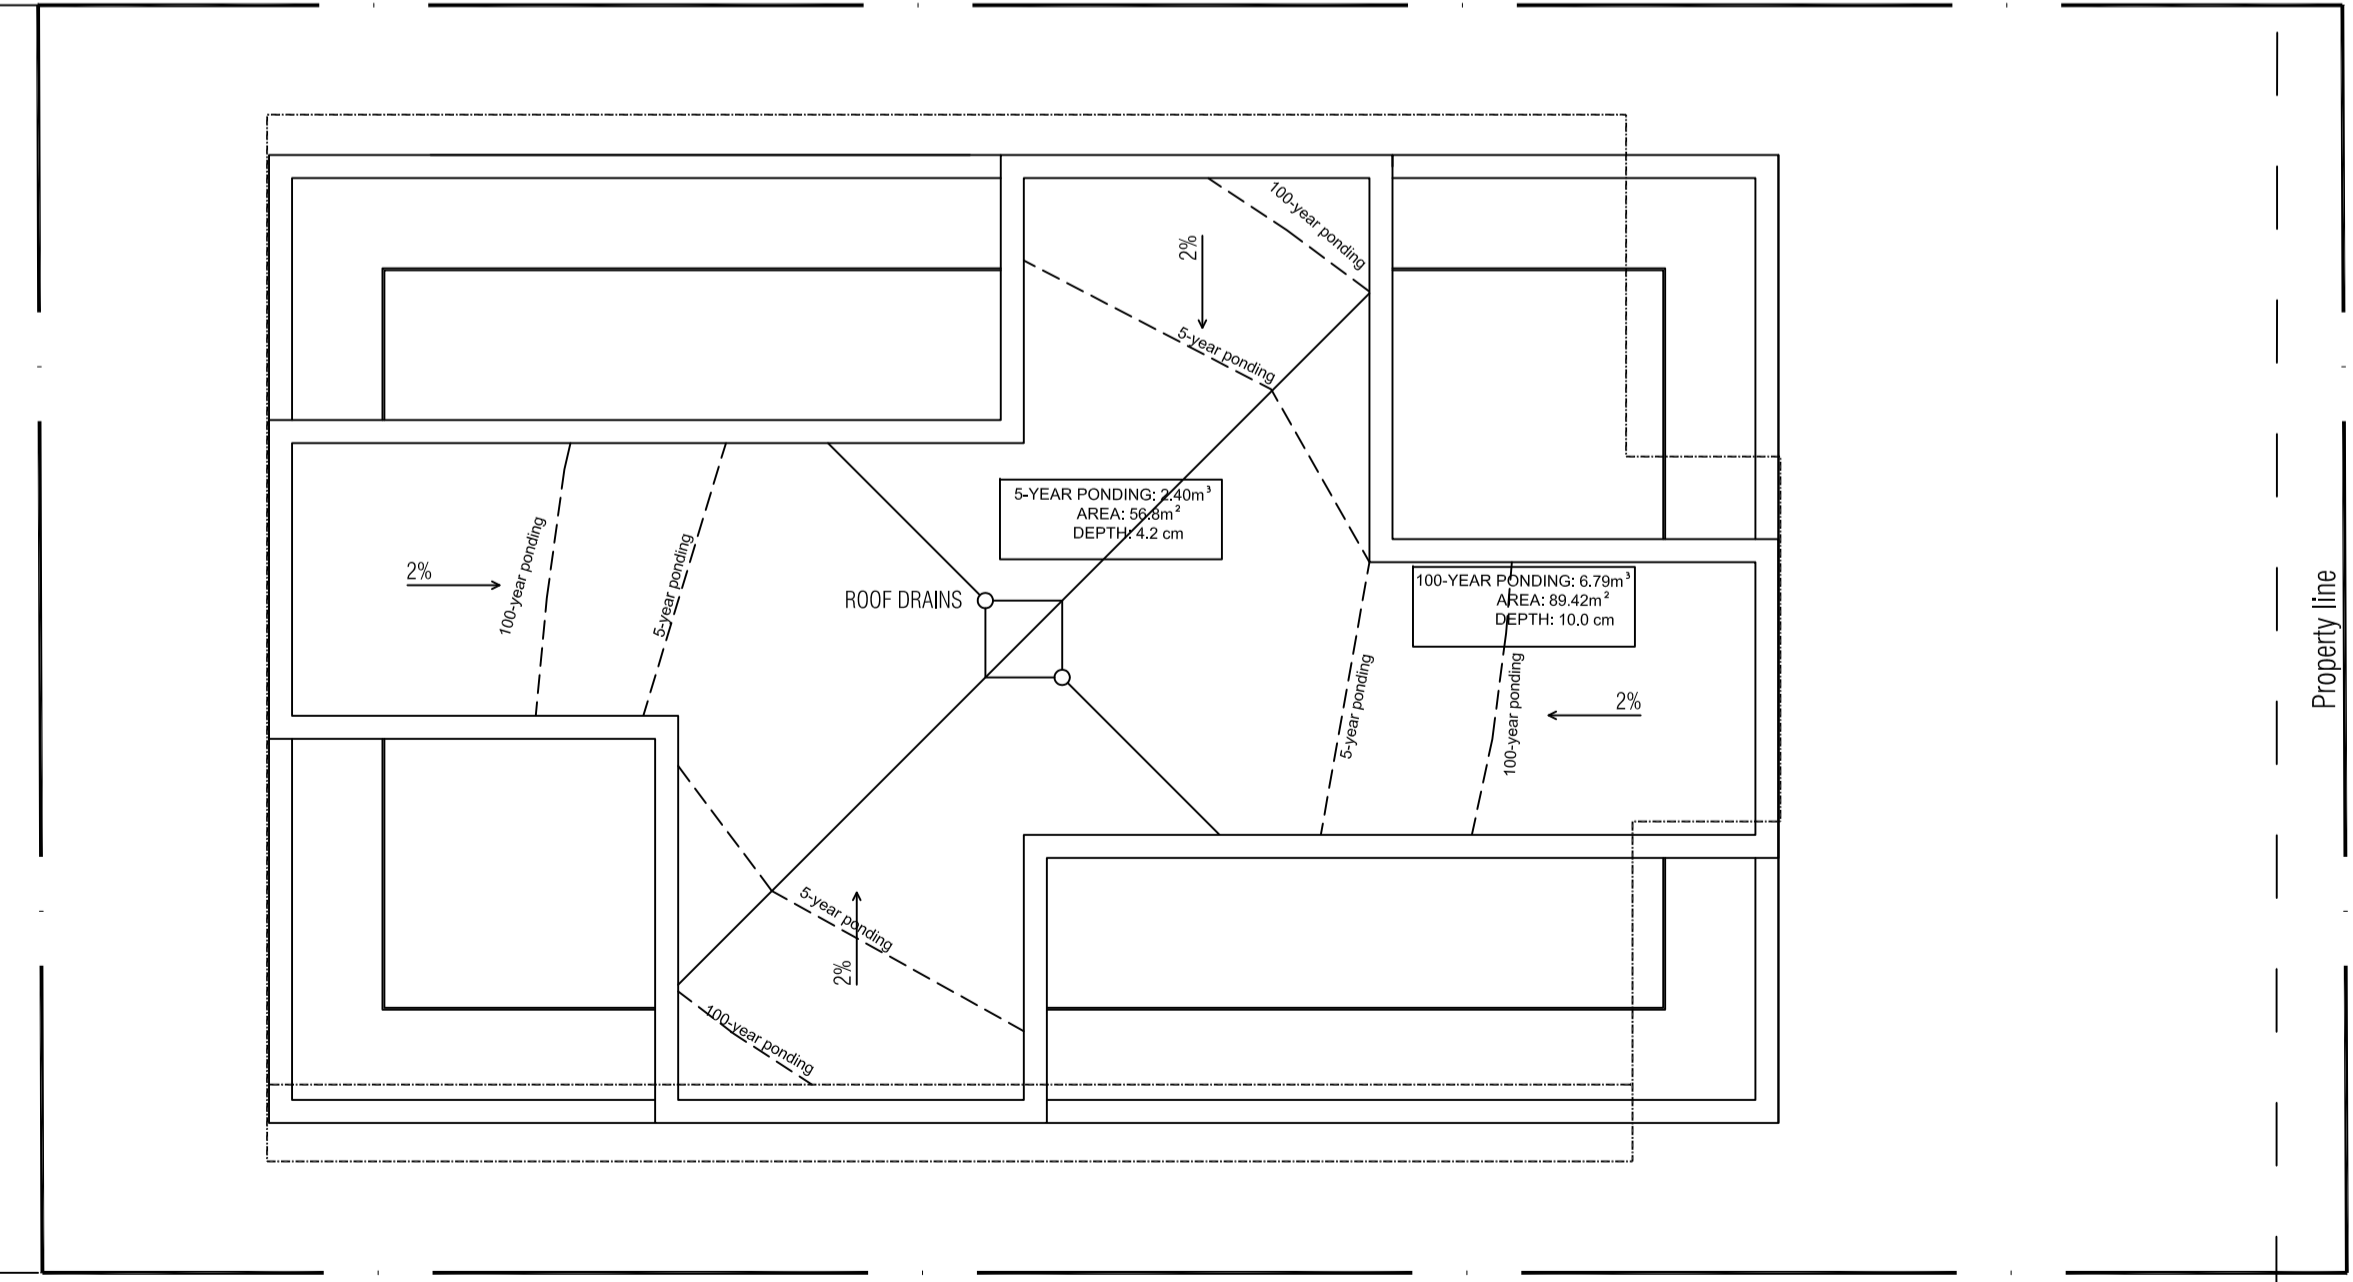 100-year ponding
2%
5-year ponding
5-YEAR PONDING: 2.40m³
AREA: 56.8m²
DEPTH: 4.2 cm
2%
100-year ponding
5-year ponding
ROOF DRAINS
100-YEAR PONDING: 6.79m³
AREA: 89.42m²
DEPTH: 10.0 cm
Property line
5-year ponding
100-year ponding
2%
5-year ponding
2%
100-year ponding